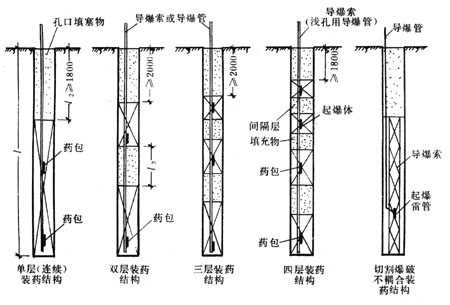 孔口填塞物
导爆索或导爆管
导爆索
(浅孔用导爆管)
导爆管
l₂≥1800
≥2000
≥2000
≥1800
间隔层
填充物
起爆体
导爆索
l
l₃
药包
药包
药包
药包
药包
药包
起爆
雷管
单层(连续)
装药结构
双层装药
结构
三层装药
结构
四层装药
结构
切割爆破
不耦合装
药结构